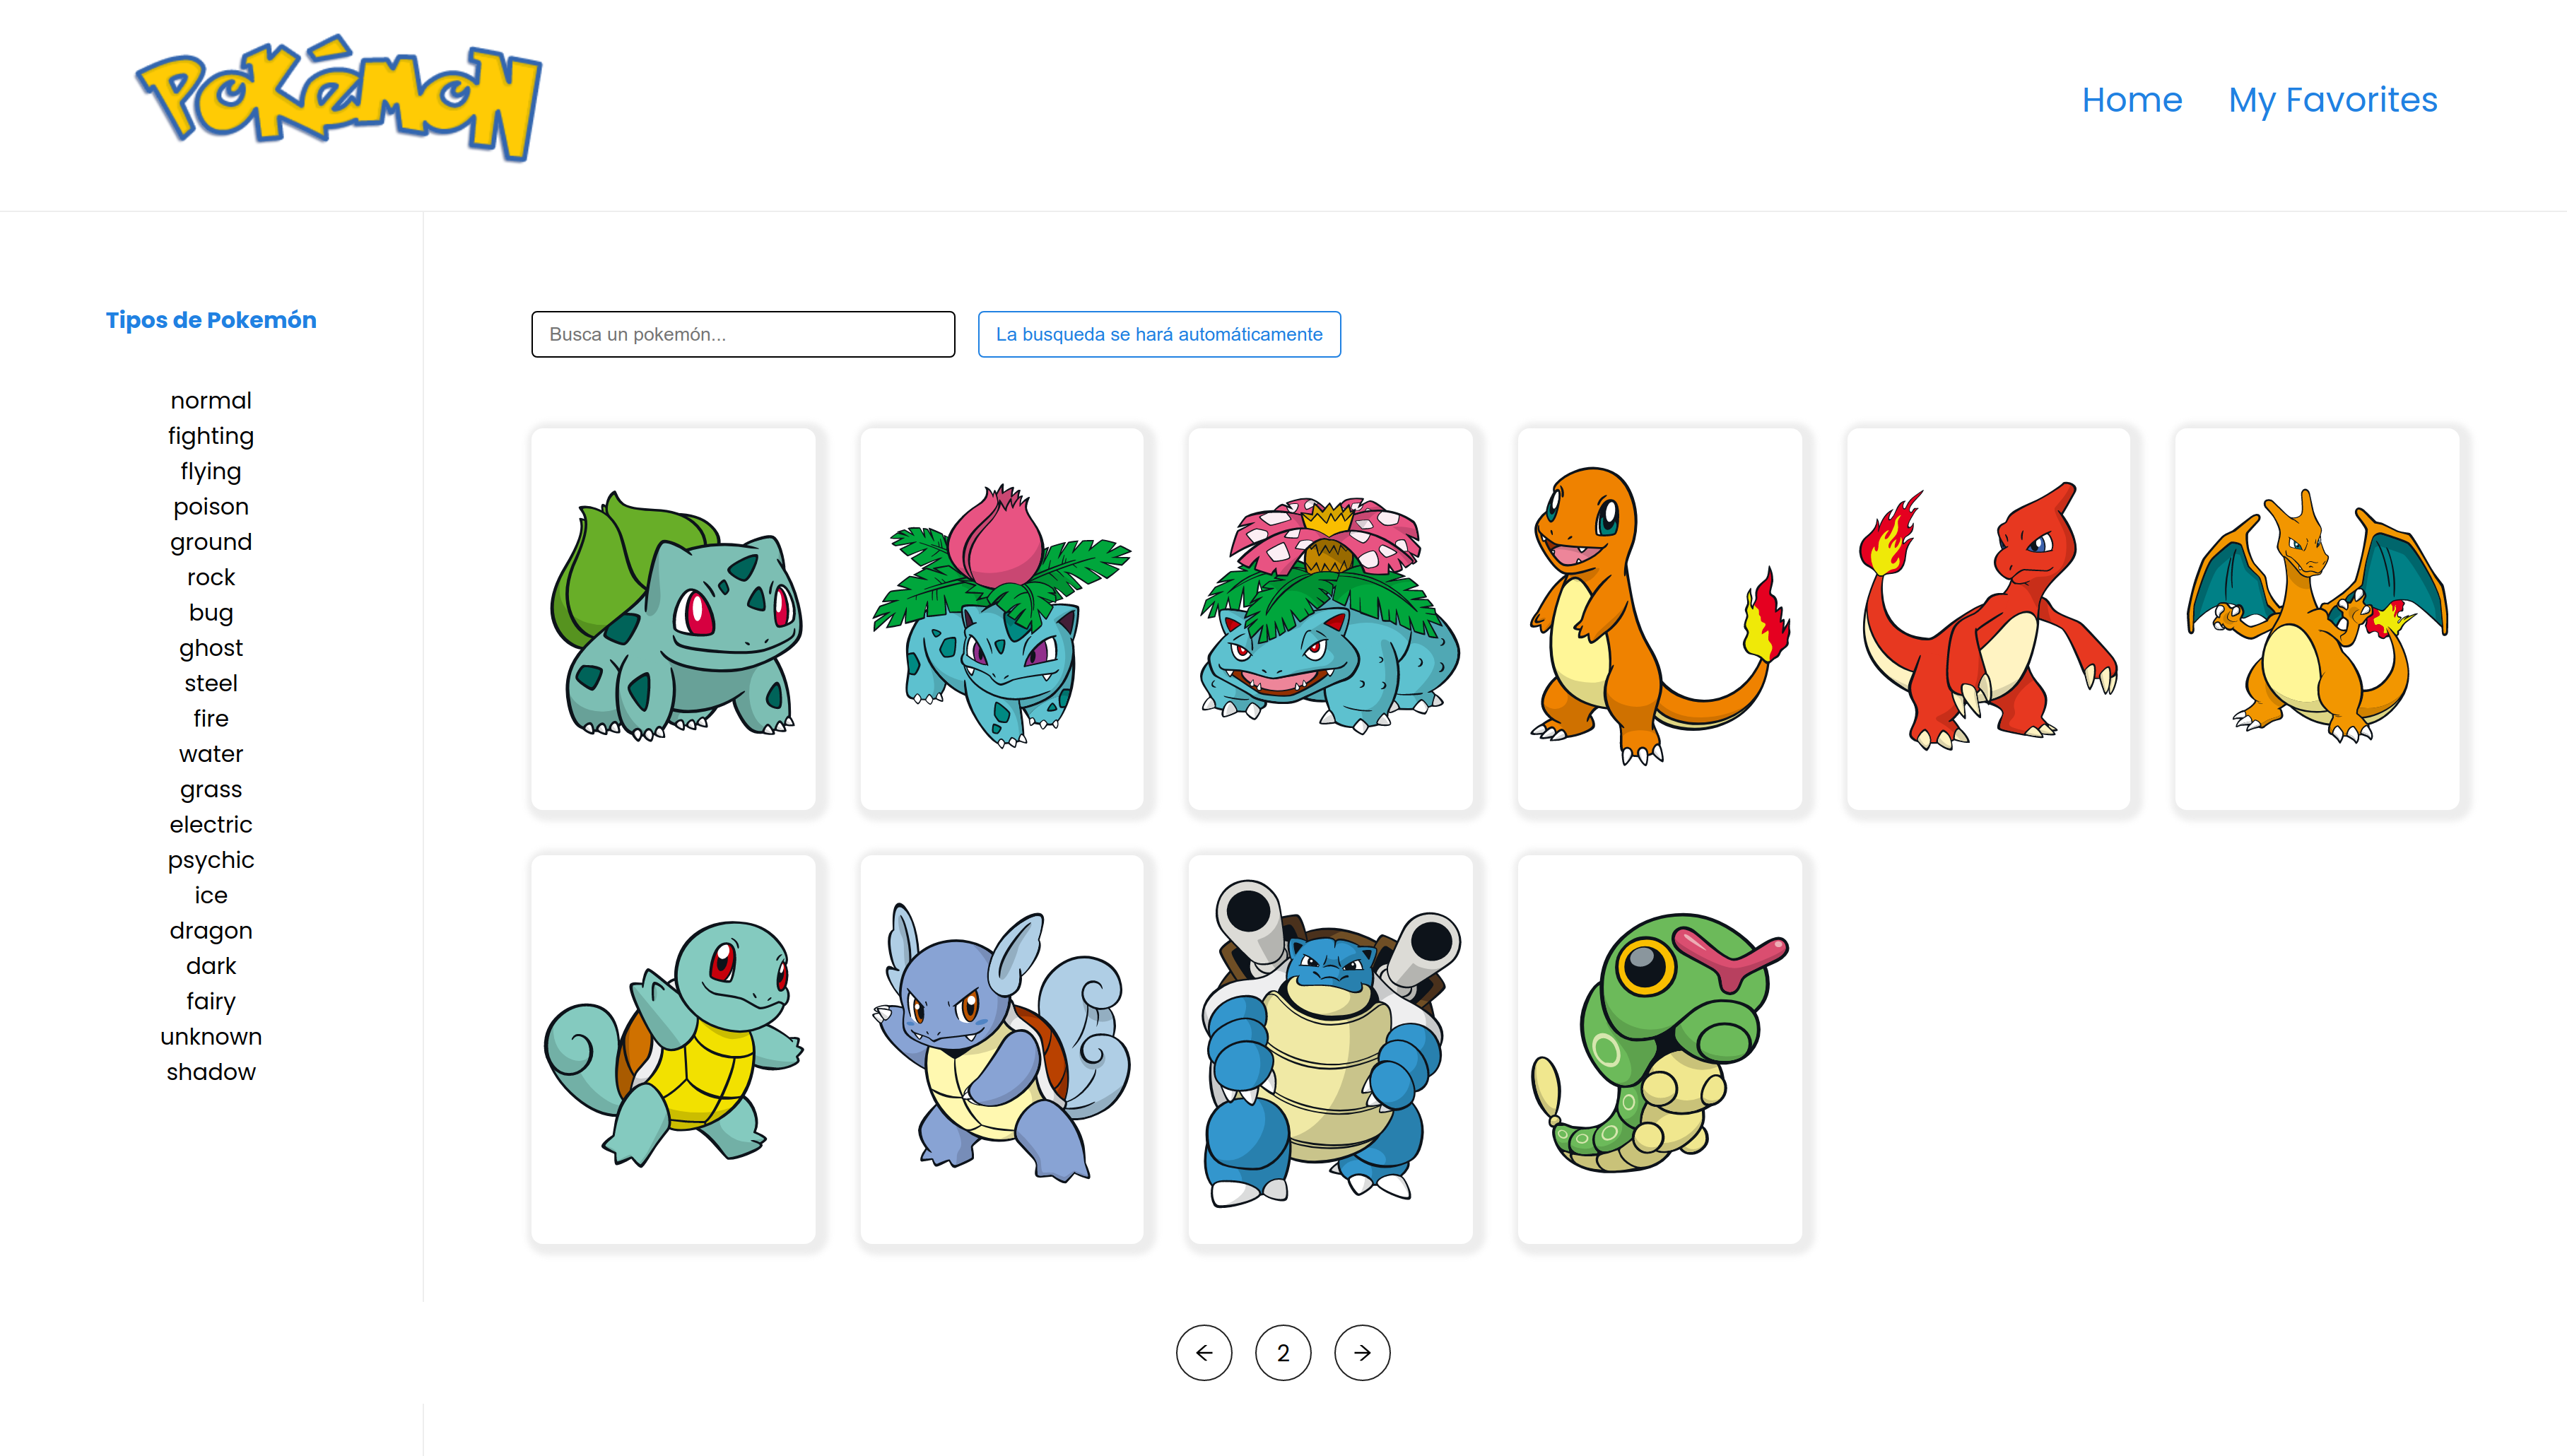 Pokémon
Home My Favorites
Tipos de Pokemón
normal
fighting
flying
poison
ground
rock
bug
ghost
steel
fire
water
grass
electric
psychic
ice
dragon
dark
fairy
unknown
shadow
Busca un pokemón...
La busqueda se hará automáticamente
2